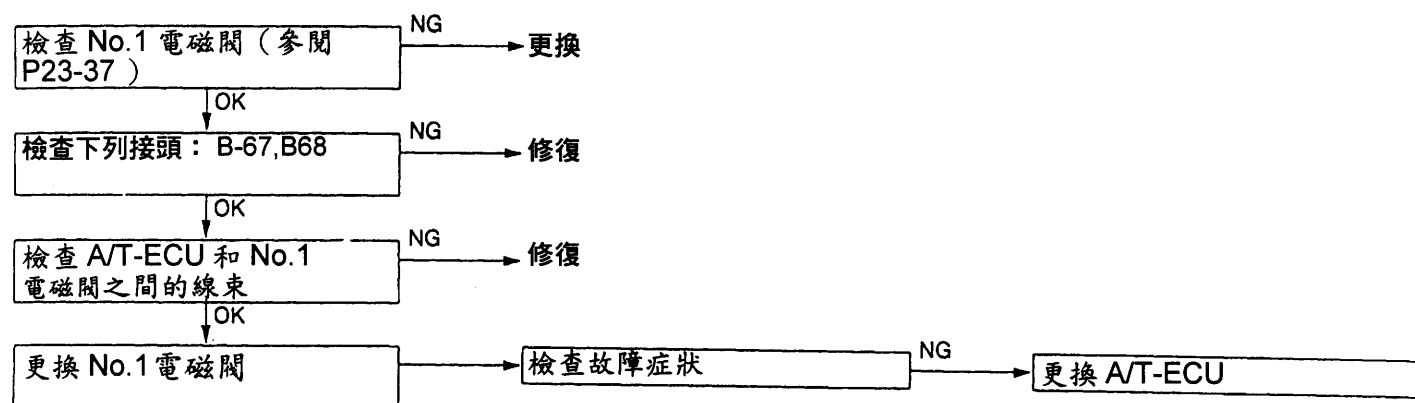 檢查 No.1 電磁閥（參閱
P23-37 ）
NG
更換
OK
檢查下列接頭： B-67,B68
NG
修復
OK
檢查 A/T-ECU 和 No.1
電磁閥之間的線束
NG
修復
OK
更換 No.1 電磁閥
檢查故障症狀
NG
更換 A/T-ECU